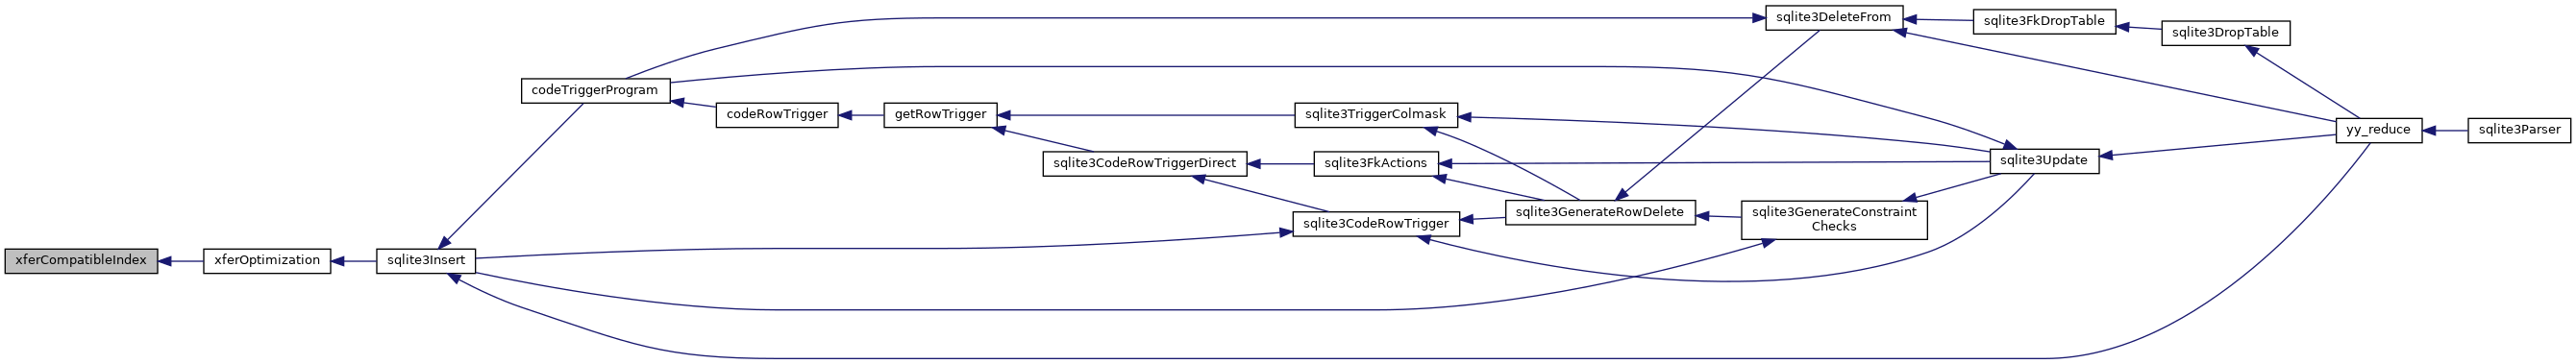 sqlite3DeleteFrom
sqlite3FkDropTable
sqlite3DropTable
codeTriggerProgram
codeRowTrigger
getRowTrigger
sqlite3TriggerColmask
yy_reduce
sqlite3Parser
sqlite3CodeRowTriggerDirect
sqlite3FkActions
sqlite3Update
sqlite3GenerateRowDelete
sqlite3GenerateConstraint
Checks
sqlite3CodeRowTrigger
xferCompatibleIndex
xferOptimization
sqlite3Insert